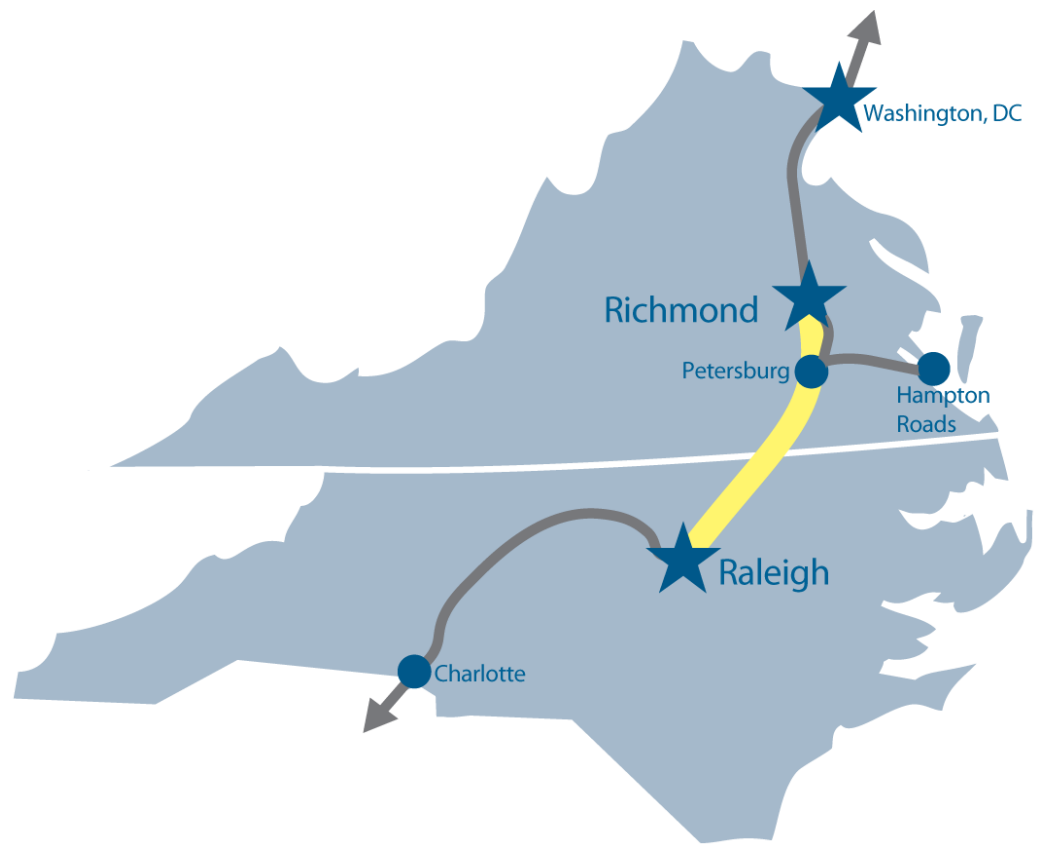 Washington, DC
Richmond
Petersburg
Hampton
Roads
Raleigh
Charlotte